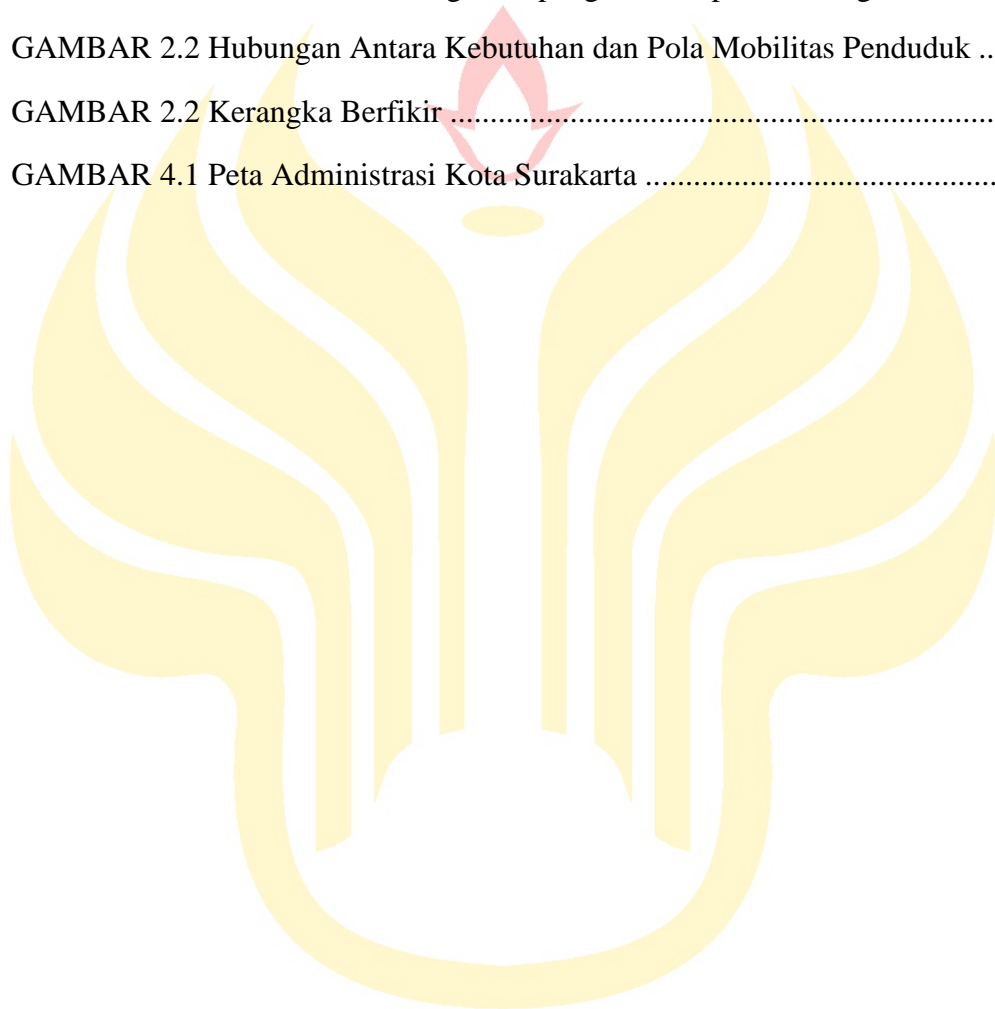 GAMBAR 2.2 Hubungan Antara Kebutuhan dan Pola Mobilitas Penduduk ..
GAMBAR 2.2 Kerangka Berfikir ....................................................................
GAMBAR 4.1 Peta Administrasi Kota Surakarta ............................................